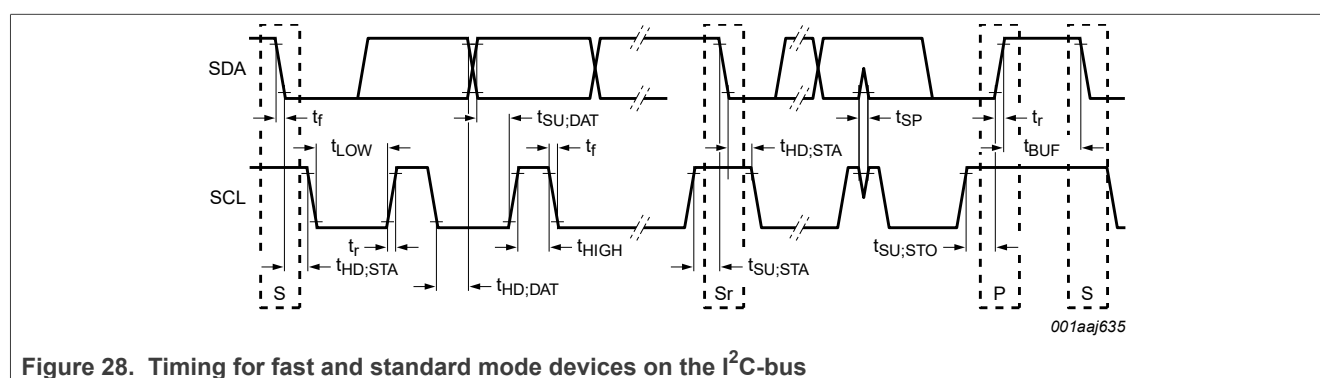 SDA
t_f
t_SU;DAT
t_SP
t_r
t_LOW
t_f
t_HD;STA
t_BUF
SCL
t_r
t_HIGH
t_SU;STO
t_HD;STA
t_SU;STA
t_HD;DAT
S
Sr
P
S
001aaj635
Figure 28. Timing for fast and standard mode devices on the I²C-bus